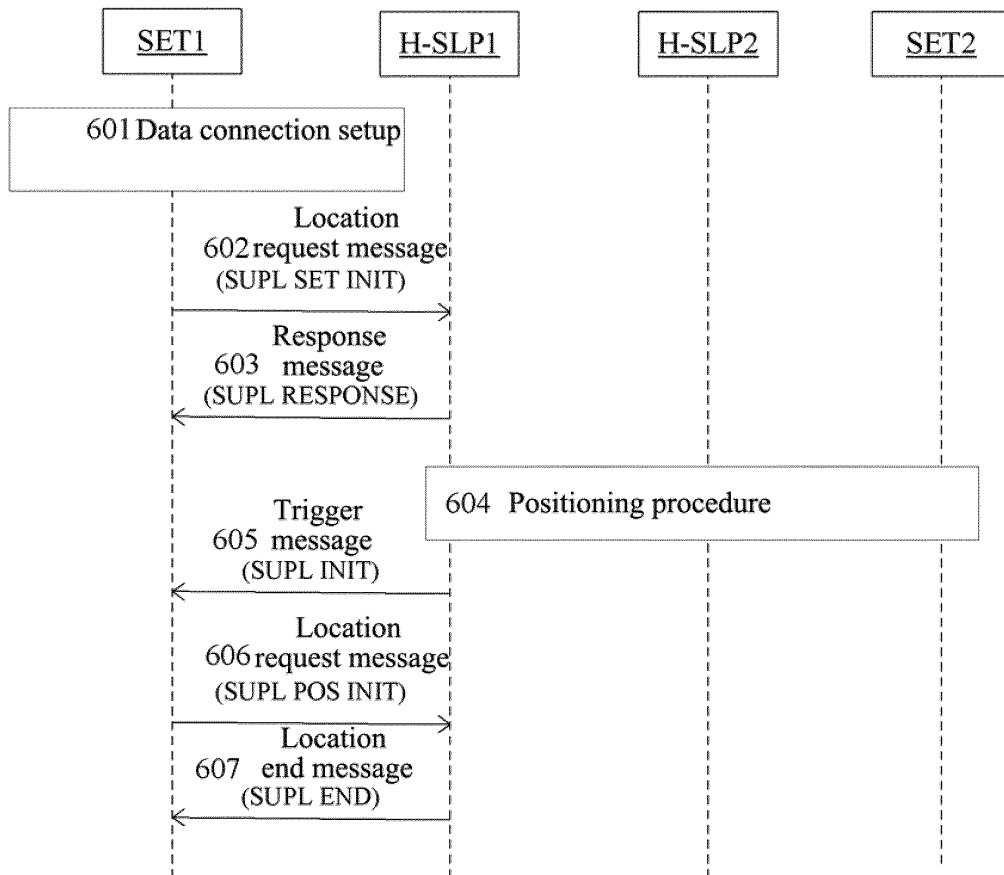 SET1
H-SLP1
H-SLP2
SET2
601 Data connection setup
Location
602 request message
(SUPL SET INIT)
Response
603 message
(SUPL RESPONSE)
604 Positioning procedure
Trigger
605 message
(SUPL INIT)
Location
606 request message
(SUPL POS INIT)
Location
607 end message
(SUPL END)